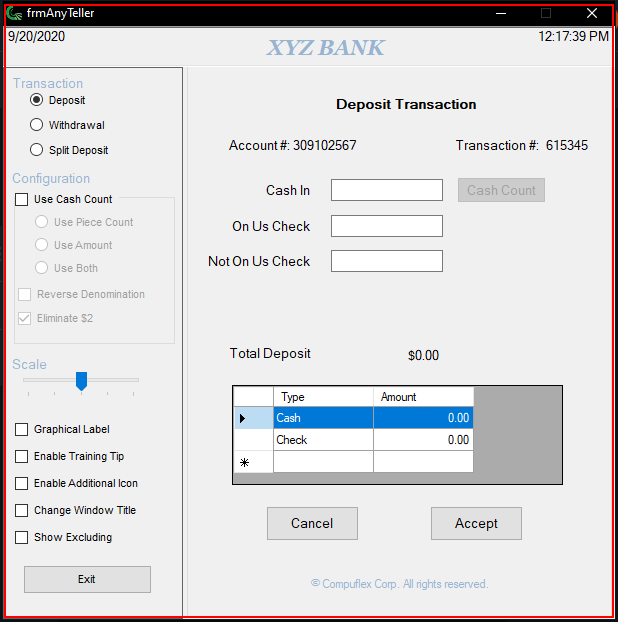 frmAnyTeller
9/20/2020
XYZ BANK
12:17:39 PM
Transaction
Deposit
Withdrawal
Split Deposit
Configuration
Use Cash Count
Use Piece Count
Use Amount
Use Both
Reverse Denomination
Eliminate $2
Scale
Graphical Label
Enable Training Tip
Enable Additional Icon
Change Window Title
Show Excluding
Exit
Deposit Transaction
Account #: 309102567 Transaction #: 615345
Cash In Cash Count
On Us Check
Not On Us Check
Total Deposit $0.00
Type Amount
Cash 0.00
Check 0.00
Cancel Accept
© Compuflex Corp. All rights reserved.